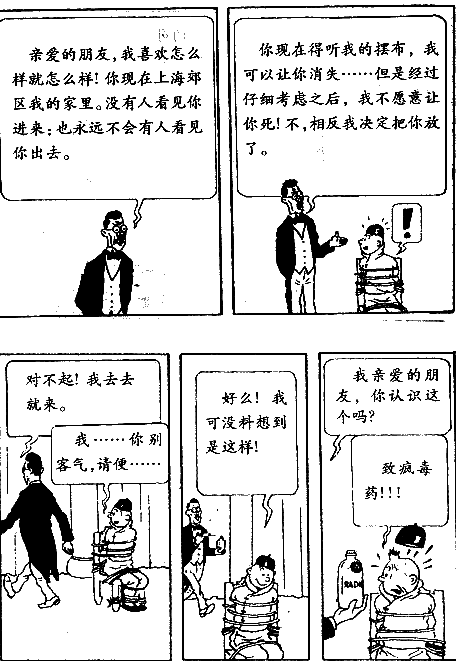 亲爱的朋友,我喜欢怎么
样就怎么样!你现在上海郊
区我的家里。没有人看见你
进来;也永远不会有人看见
你出去。
你现在得听我的摆布,我
可以让你消失……但是经过
仔细考虑之后,我不愿意让
你死!不,相反我决定把你放
了。
!
对不起!我去去
就来。
我……你别
客气,请便……
好么!我
可没料想到
是这样!
我亲爱的朋
友,你认识这
个吗?
致疯毒
药!!!